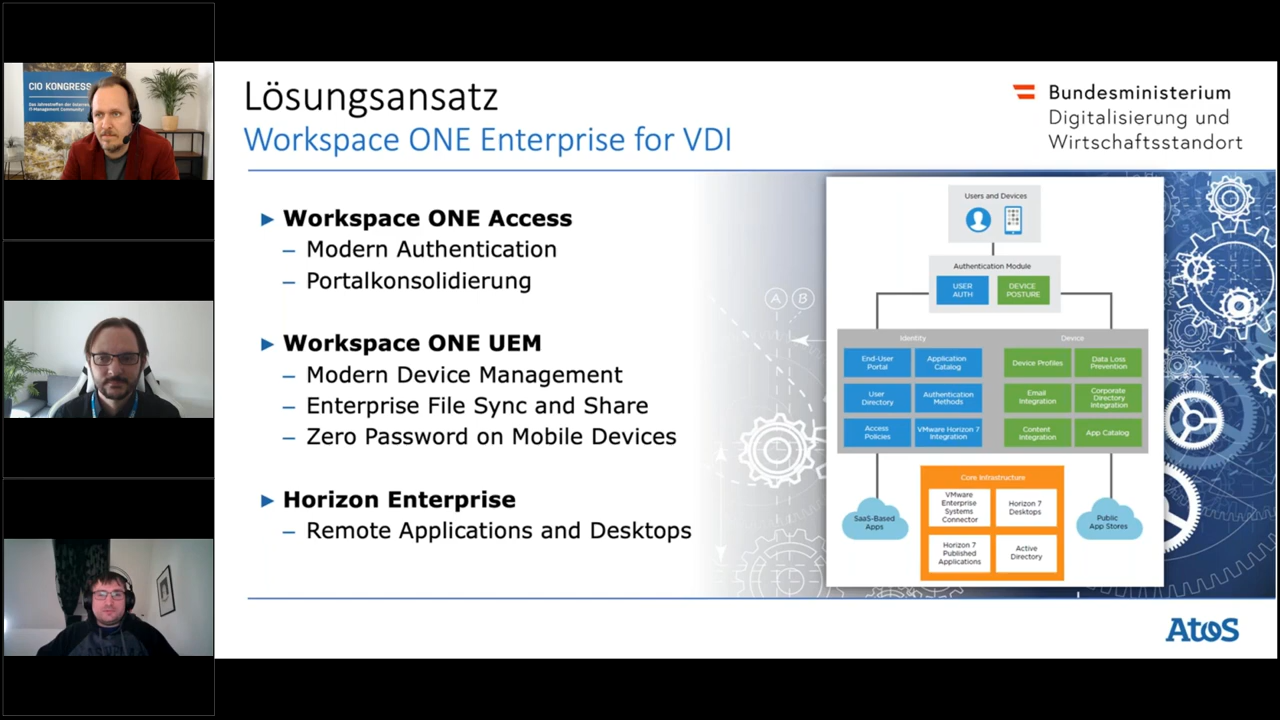 CIO KONGRESS
Lösungsansatz
Workspace ONE Enterprise for VDI
Bundesministerium
Digitalisierung und
Wirtschaftsstandort
► Workspace ONE Access
– Modern Authentication
– Portalkonsolidierung
► Workspace ONE UEM
– Modern Device Management
– Enterprise File Sync and Share
– Zero Password on Mobile Devices
► Horizon Enterprise
– Remote Applications and Desktops
A B
Users and Devices
Authentication Module
USER
AUTH
DEVICE
POSTURE
Identity
Device
End-User
Portal
Application
Catalog
User
Directory
Authentication
Methods
Access
Policies
VMware Horizon 7
Integration
Device Profiles
Data Loss
Prevention
Email
Integration
Corporate
Directory
Integration
Content
Integration
App Catalog
SaaS-Based
Apps
Core Infrastructure
VMware
Enterprise
Systems
Connector
Horizon 7
Desktops
Horizon 7
Published
Applications
Active
Directory
Public
App Stores
Atos